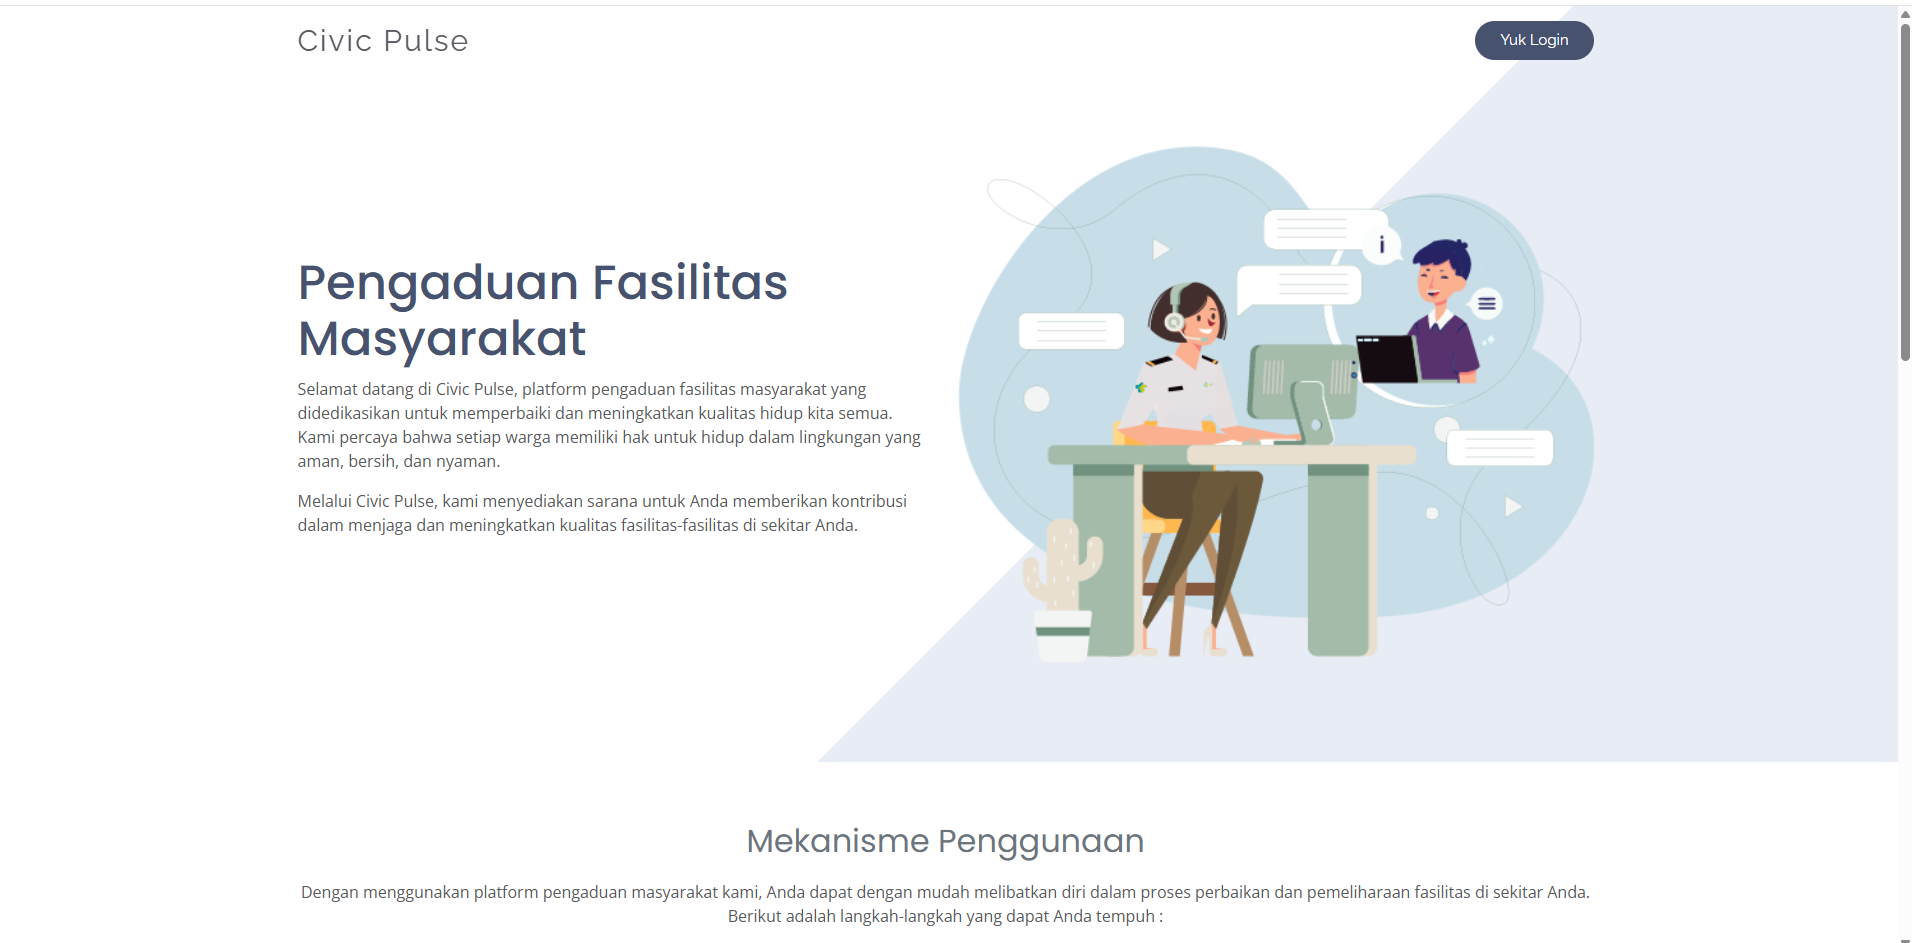 Civic Pulse
Yuk Login
Pengaduan Fasilitas
Masyarakat
Selamat datang di Civic Pulse, platform pengaduan fasilitas masyarakat yang
didedikasikan untuk memperbaiki dan meningkatkan kualitas hidup kita semua.
Kami percaya bahwa setiap warga memiliki hak untuk hidup dalam lingkungan yang
aman, bersih, dan nyaman.
Melalui Civic Pulse, kami menyediakan sarana untuk Anda memberikan kontribusi
dalam menjaga dan meningkatkan kualitas fasilitas-fasilitas di sekitar Anda.
i
Mekanisme Penggunaan
Dengan menggunakan platform pengaduan masyarakat kami, Anda dapat dengan mudah melibatkan diri dalam proses perbaikan dan pemeliharaan fasilitas di sekitar Anda.
Berikut adalah langkah-langkah yang dapat Anda tempuh :